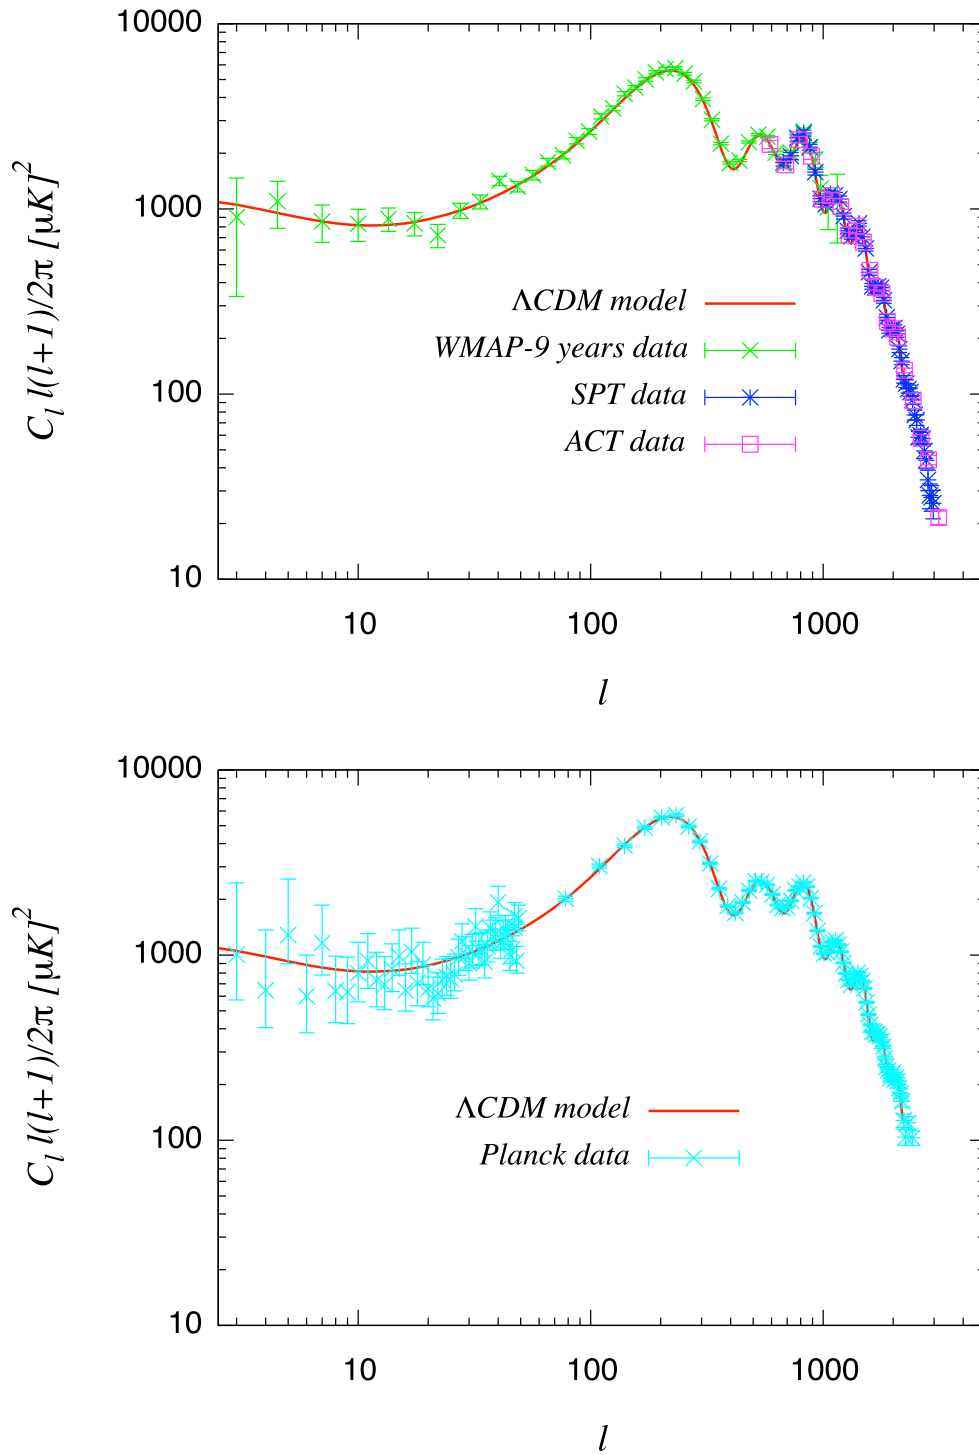 10000
1000
100
10
C_l l(l+1)/2π [μK]^2
ΛCDM model
WMAP-9 years data
SPT data
ACT data
10 100 1000
l
10000
1000
100
10
C_l l(l+1)/2π [μK]^2
ΛCDM model
Planck data
10 100 1000
l